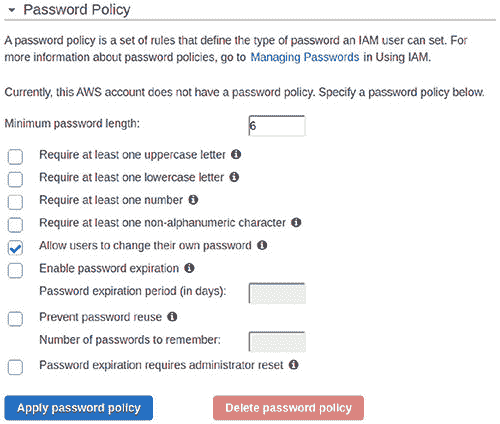 Password Policy
A password policy is a set of rules that define the type of password an IAM user can set. For
more information about password policies, go to Managing Passwords in Using IAM.
Currently, this AWS account does not have a password policy. Specify a password policy below.
Minimum password length: 6
Require at least one uppercase letter
Require at least one lowercase letter
Require at least one number
Require at least one non-alphanumeric character
Allow users to change their own password
Enable password expiration
Password expiration period (in days):
Prevent password reuse
Number of passwords to remember:
Password expiration requires administrator reset
Apply password policy Delete password policy